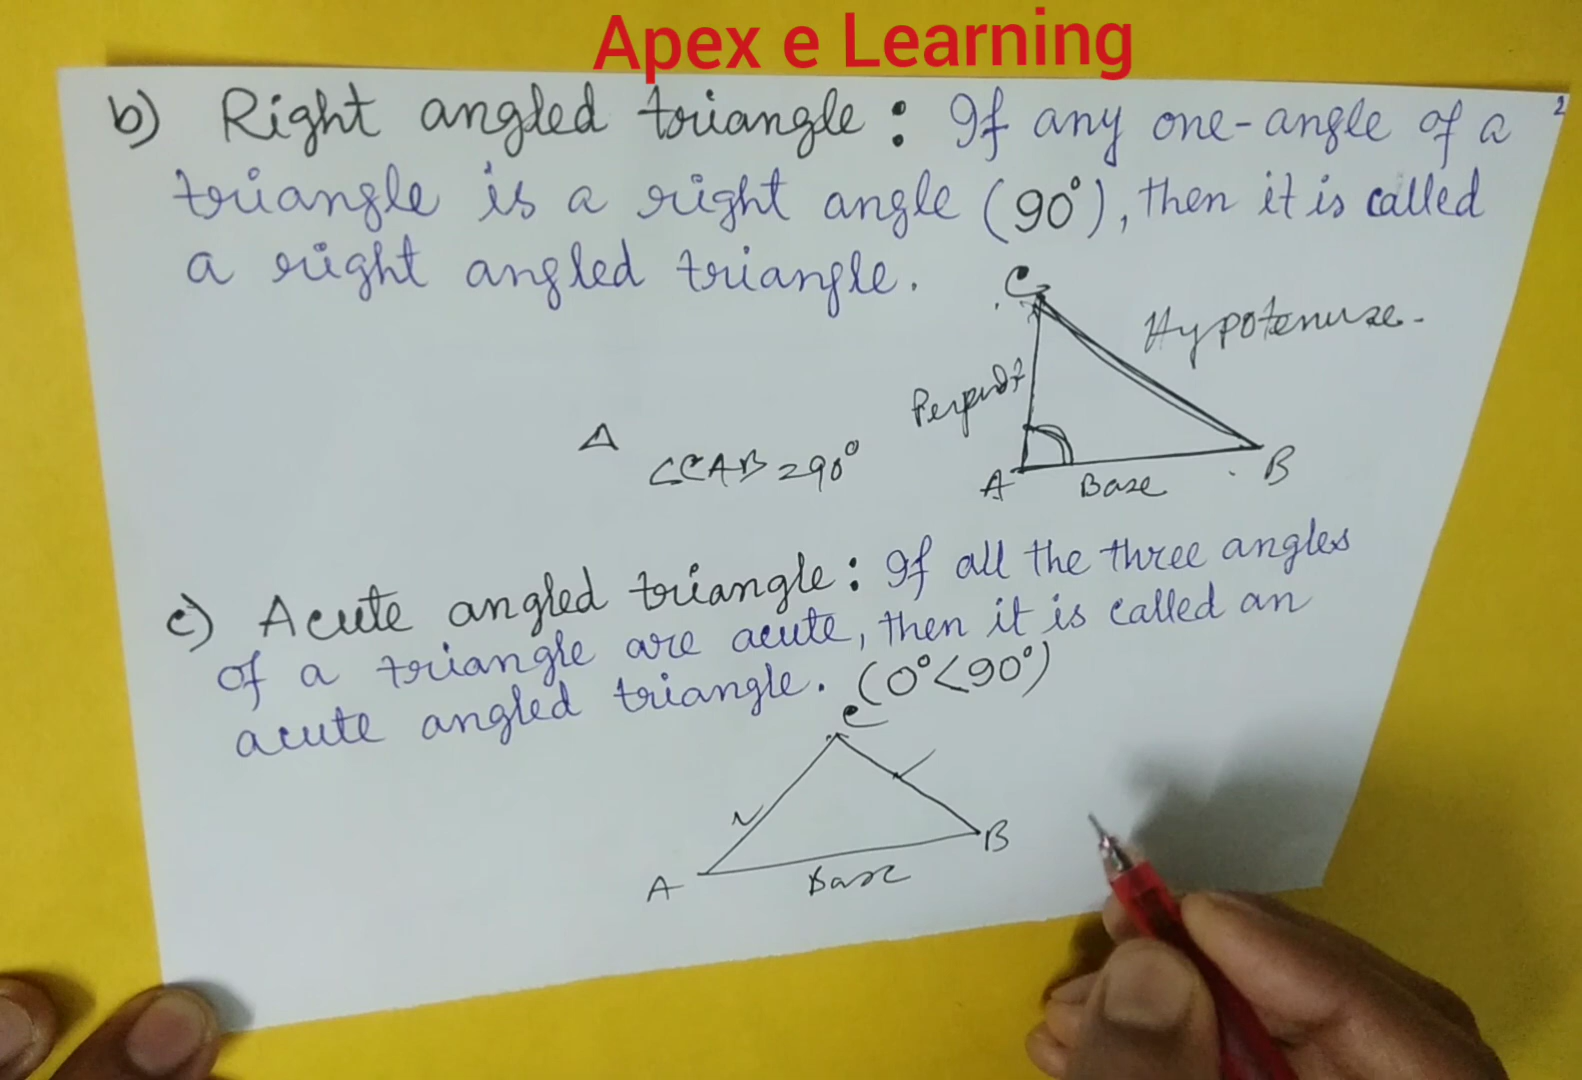 Apex e Learning
2
b) Right angled triangle : If any one-angle of a
triangle is a right angle (90°), then it is called
a right angled triangle.
C
Hypotenuse.
∆
∠CAB = 90°
A
Base
B
c) Acute angled triangle : If all the three angles
of a triangle are acute, then it is called an
acute angled triangle. (0°<90°)
C
A
Base
B